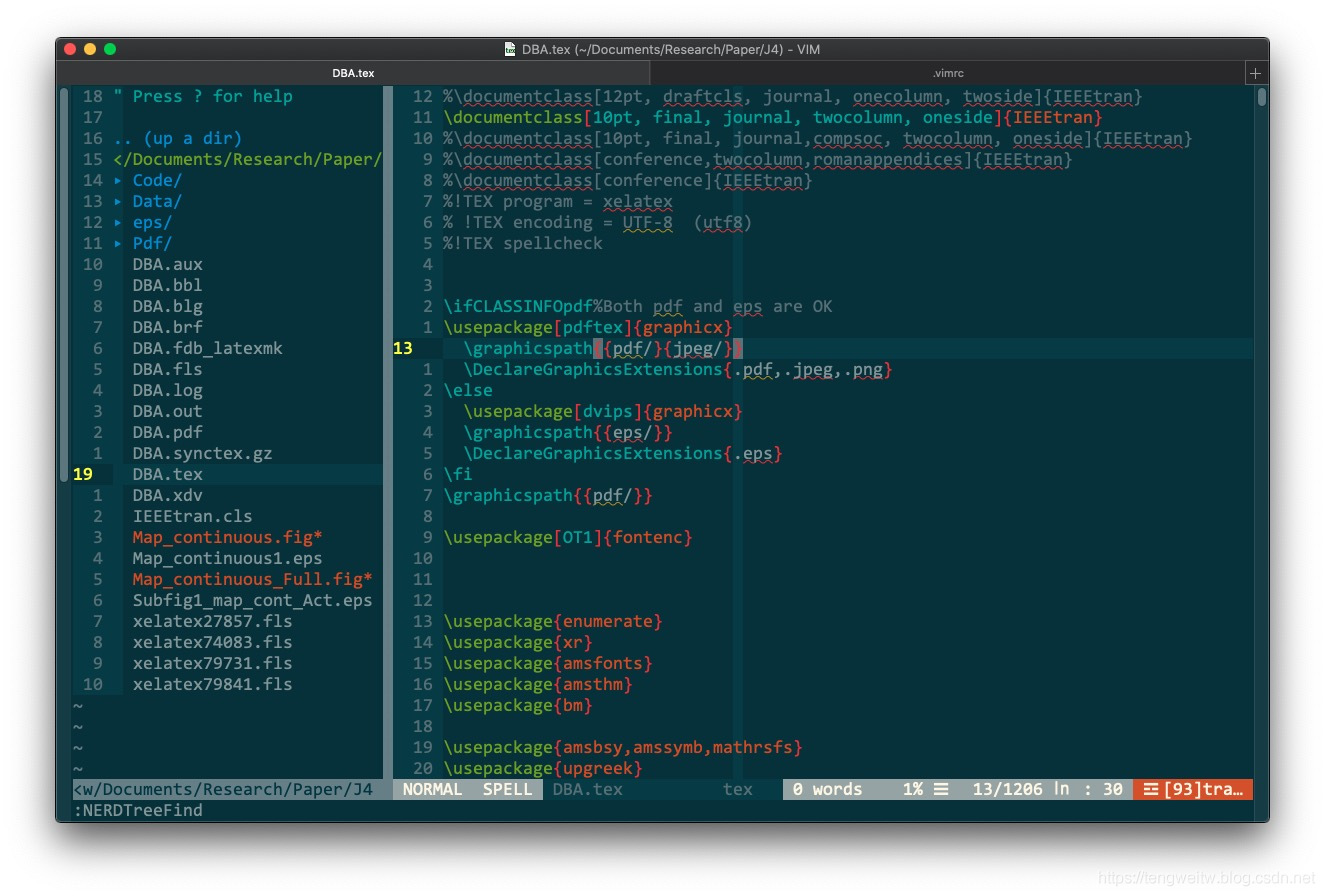 DBA.tex (~/Documents/Research/Paper/J4) - VIM
DBA.tex
.vimrc
+
18 " Press ? for help
17
16 .. (up a dir)
15 </Documents/Research/Paper/
14 ▸ Code/
13 ▸ Data/
12 ▸ eps/
11 ▸ Pdf/
10 DBA.aux
9 DBA.bbl
8 DBA.blg
7 DBA.brf
6 DBA.fdb_latexmk
5 DBA.fls
4 DBA.log
3 DBA.out
2 DBA.pdf
1 DBA.synctex.gz
19 DBA.tex
1 DBA.xdv
2 IEEEtran.cls
3 Map_continuous.fig*
4 Map_continuous1.eps
5 Map_continuous_Full.fig*
6 Subfig1_map_cont_Act.eps
7 xelatex27857.fls
8 xelatex74083.fls
9 xelatex79731.fls
10 xelatex79841.fls
~
~
~
~
<w/Documents/Research/Paper/J4
12 %\documentclass[12pt, draftcls, journal, onecolumn, twoside]{IEEEtran}
11 \documentclass[10pt, final, journal, twocolumn, oneside]{IEEEtran}
10 %\documentclass[10pt, final, journal,compsoc, twocolumn, oneside]{IEEEtran}
9 %\documentclass[conference,twocolumn,romanappendices]{IEEEtran}
8 %\documentclass[conference]{IEEEtran}
7 %!TEX program = xelatex
6 % !TEX encoding = UTF-8  (utf8)
5 %!TEX spellcheck
4
3
2 \ifCLASSINFOpdf%Both pdf and eps are OK
1 \usepackage[pdftex]{graphicx}
13 \graphicspath{{pdf/}{jpeg/}}
1 \DeclareGraphicsExtensions{.pdf,.jpeg,.png}
2 \else
3 \usepackage[dvips]{graphicx}
4 \graphicspath{{eps/}}
5 \DeclareGraphicsExtensions{.eps}
6 \fi
7 \graphicspath{{pdf/}}
8
9 \usepackage[OT1]{fontenc}
10
11
12
13 \usepackage{enumerate}
14 \usepackage{xr}
15 \usepackage{amsfonts}
16 \usepackage{amsthm}
17 \usepackage{bm}
18
19 \usepackage{amsbsy,amssymb,mathrsfs}
20 \usepackage{upgreek}
NORMAL SPELL DBA.tex tex 0 words 1% ☰ 13/1206 ln : 30 ☲[93]tra…
:NERDTreeFind
https://tengweitw.blog.csdn.net